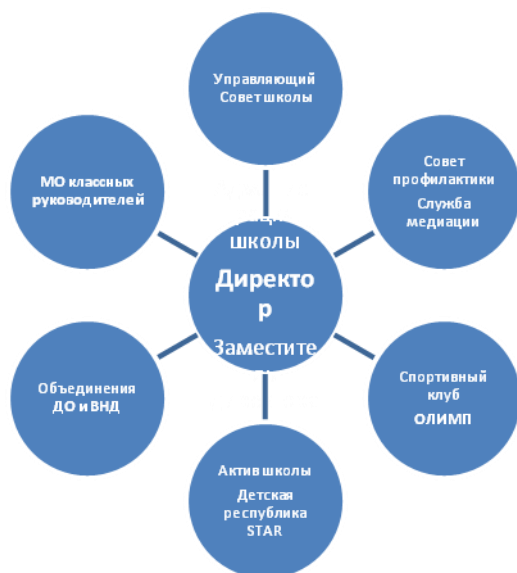 Управляющий
Совет школы
Совет
профилактики
Служба
медиации
Спортивный
клуб
ОЛИМП
Актив школы
Детская
республика
STAR
Объединения
ДО и ВНД
МО классных
руководителей
школы
Директо
р
Заместите